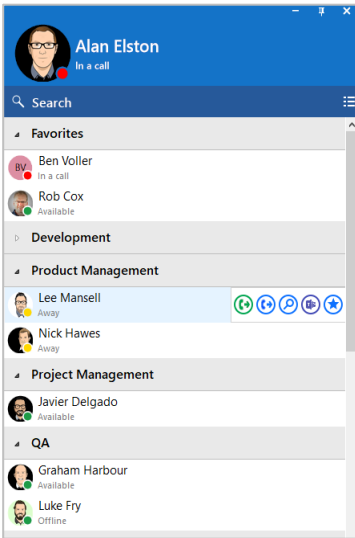 Alan Elston
In a call
Search
Favorites
BV
Ben Voller
In a call
Rob Cox
Available
Development
Product Management
Lee Mansell
Away
Nick Hawes
Away
Project Management
Javier Delgado
Available
QA
Graham Harbour
Available
Luke Fry
Offline